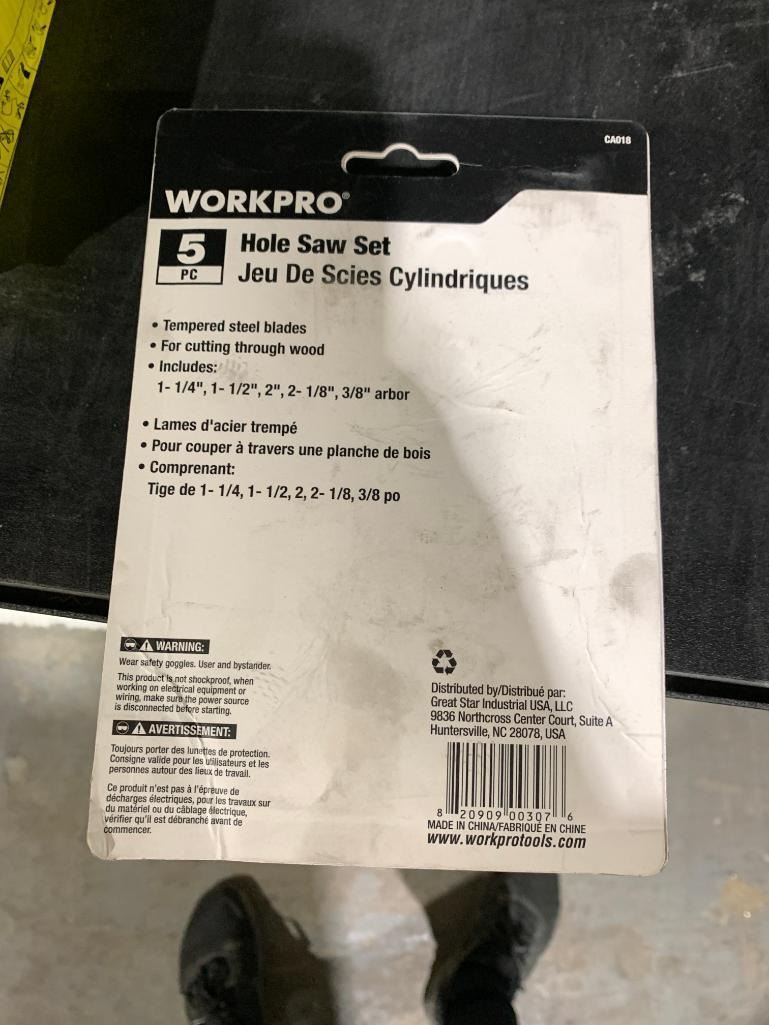 CA018
WORKPRO®
5
PC
Hole Saw Set
Jeu De Scies Cylindriques
• Tempered steel blades
• For cutting through wood
• Includes:
1- 1/4", 1- 1/2", 2", 2- 1/8", 3/8" arbor
• Lames d'acier trempé
• Pour couper à travers une planche de bois
• Comprenant:
Tige de 1- 1/4, 1- 1/2, 2, 2- 1/8, 3/8 po
WARNING:
Wear safety goggles. User and bystander.
This product is not shockproof, when
working on electrical equipment or
wiring, make sure the power source
is disconnected before starting.
AVERTISSEMENT:
Toujours porter des lunettes de protection.
Consigne valide pour les utilisateurs et les
personnes autour des lieux de travail.
Ce produit n'est pas à l'épreuve de
décharges électriques, pour les travaux sur
du matériel ou du câblage électrique,
vérifier qu'il est débranché avant de
commencer.
Distributed by/Distribué par:
Great Star Industrial USA, LLC
9836 Northcross Center Court, Suite A
Huntersville, NC 28078, USA
8 20909 00307 6
MADE IN CHINA/FABRIQUÉ EN CHINE
www.workprotools.com